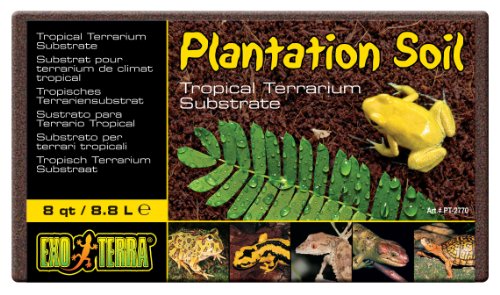 Tropical Terrarium
Substrate
Substrat pour
terrarium de climat
tropical
Tropisches
Terrariensubstrat
Sustrato para
Terrario Tropical
Substrato per
terrari tropicali
Tropisch Terrarium
Substraat
8 qt / 8.8 L ℮
EXO TERRA
Plantation Soil
Tropical Terrarium
Substrate
Art # PT-2770